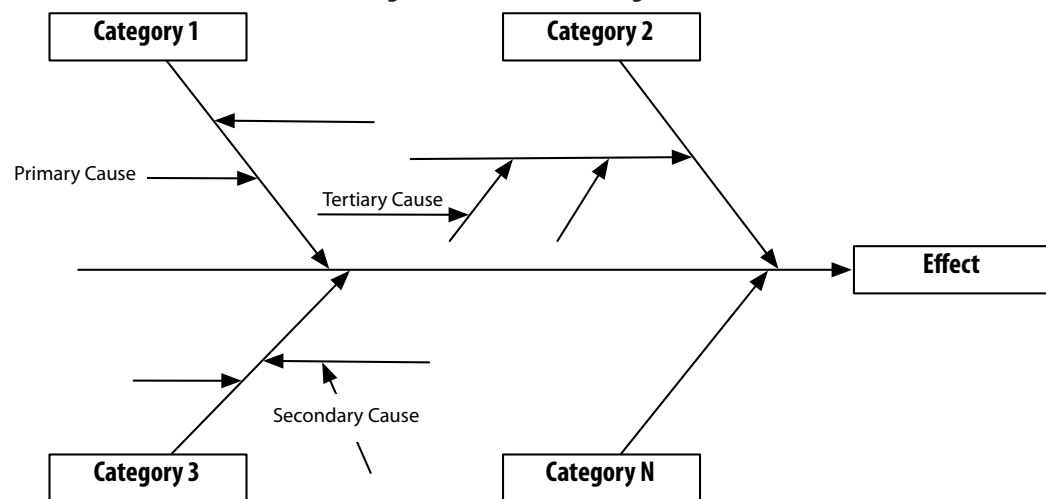 Category 1
Category 2
Primary Cause
Tertiary Cause
Effect
Secondary Cause
Category 3
Category N